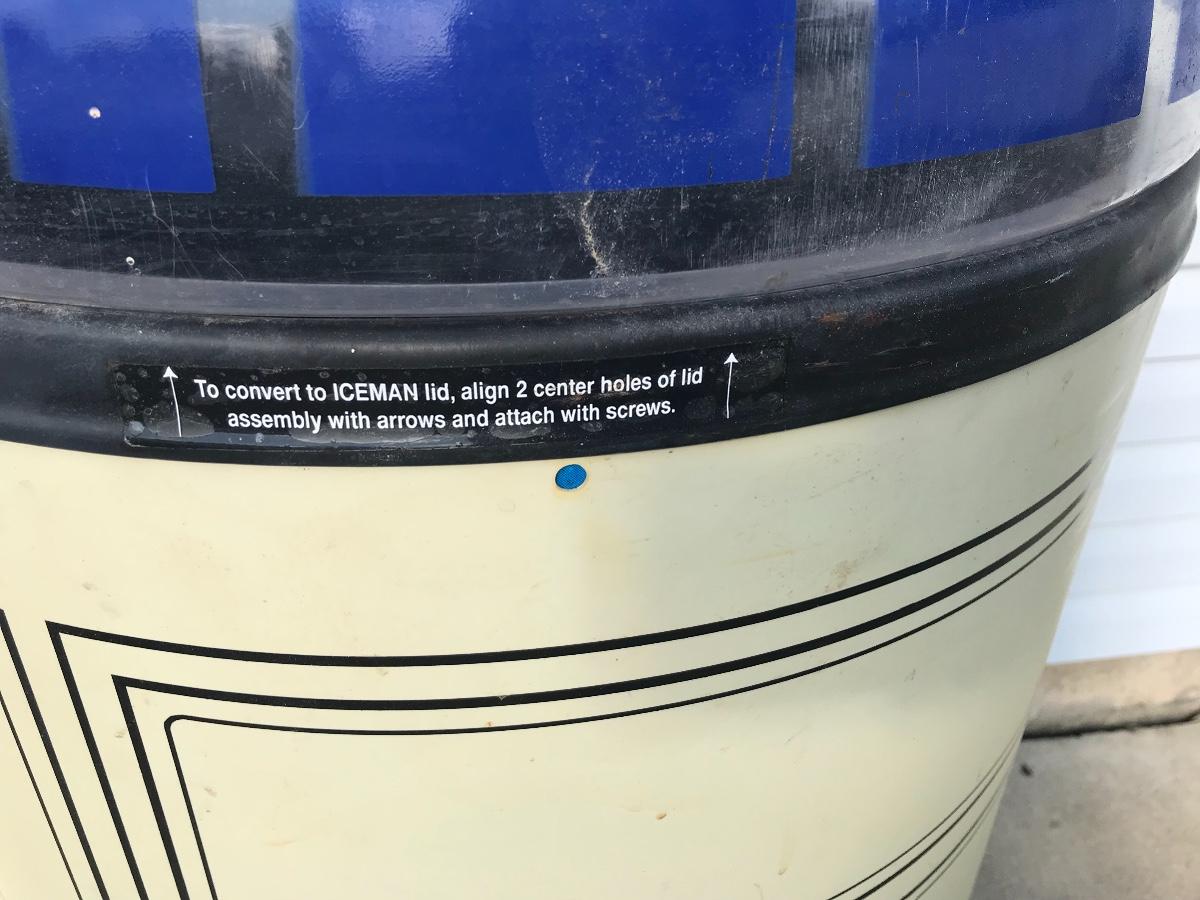 To convert to ICEMAN lid, align 2 center holes of lid
assembly with arrows and attach with screws.